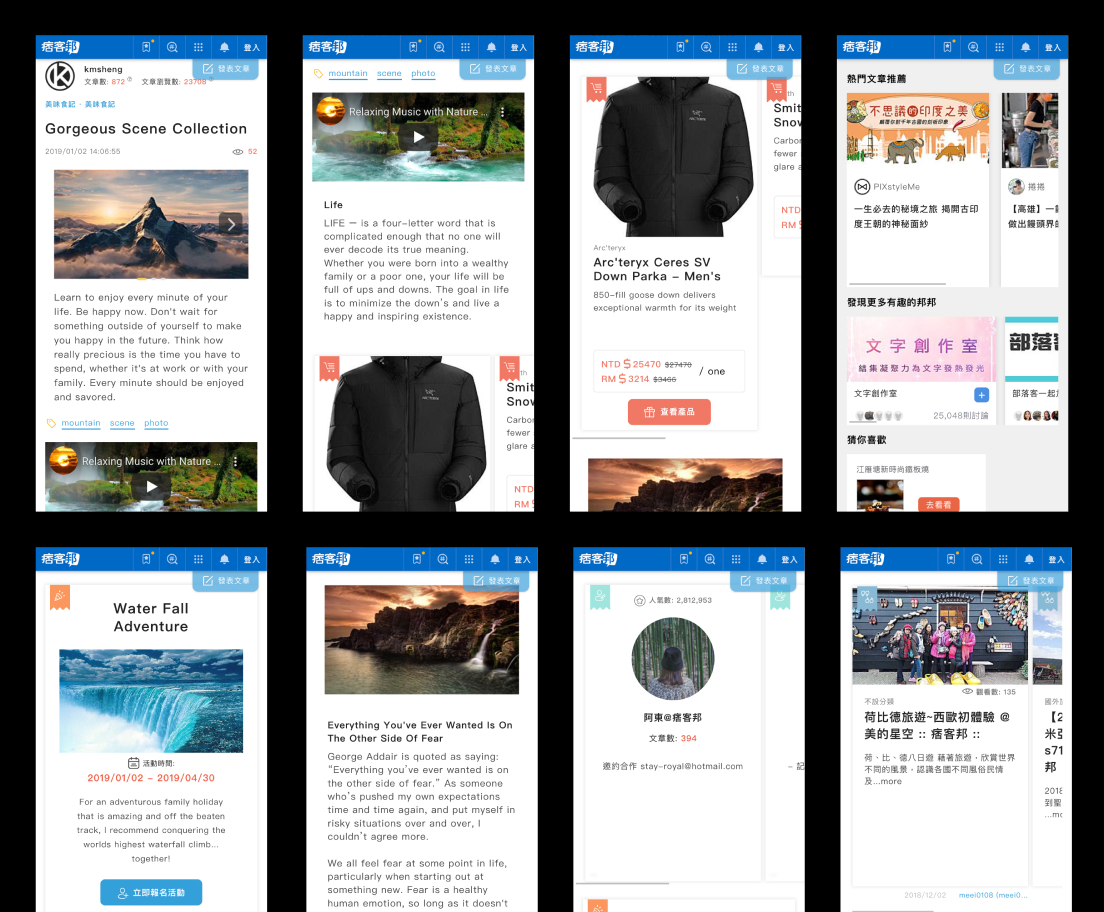 痞客邦
登入
kmsheng
發表文章
文章數: 872
文章瀏覽數: 23708
美味食記 · 美味食記
Gorgeous Scene Collection
2019/01/02 14:06:55
52
Learn to enjoy every minute of your
life. Be happy now. Don't wait for
something outside of yourself to make
you happy in the future. Think how
really precious is the time you have to
spend, whether it's at work or with your
family. Every minute should be enjoyed
and savored.
mountain scene photo
Relaxing Music with Nature ...
痞客邦
登入
發表文章
mountain scene photo
Relaxing Music with Nature ...
Life
LIFE – is a four-letter word that is
complicated enough that no one will
ever decode its true meaning.
Whether you were born into a wealthy
family or a poor one, your life will be
full of ups and downs. The goal in life
is to minimize the down's and live a
happy and inspiring existence.
ARC'TERYX
th
Smit
Snov
Carbo
fewer
glare a
NTD
RM $
痞客邦
登入
發表文章
ARC'TERYX
Arc'teryx
Arc'teryx Ceres SV
Down Parka – Men's
850-fill goose down delivers
exceptional warmth for its weight
NTD $ 25470 $27470
RM $ 3214 $3466
/ one
查看產品
th
Smit
Snov
Carbo
fewer
glare a
NTD
RM $
痞客邦
登入
發表文章
熱門文章推薦
不思議的印度之美
PIXstyleMe
一生必去的秘境之旅 揭開古印
度王朝的神秘面紗
捲捲
【高雄】一
做出饅頭界
發現更多有趣的邦邦
文字創作室
結集凝聚力為文字發熱發光
文字創作室
25,048則討論
部落
部落客一起
猜你喜歡
江厝塘新時尚鐵板燒
去看看
痞客邦
登入
發表文章
Water Fall
Adventure
活動時間:
2019/01/02 – 2019/04/30
For an adventurous family holiday
that is amazing and off the beaten
track, I recommend conquering the
worlds highest waterfall climb...
together!
立即報名活動
痞客邦
登入
發表文章
Everything You've Ever Wanted Is On
The Other Side Of Fear
George Addair is quoted as saying:
“Everything you've ever wanted is on
the other side of fear.” As someone
who's pushed my own expectations
time and time again, and put myself in
risky situations over and over, I
couldn't agree more.
We all feel fear at some point in life,
particularly when starting out at
something new. Fear is a healthy
human emotion, so long as it doesn't
痞客邦
登入
發表文章
人氣數: 2,812,953
阿東@痞客邦
文章數: 394
邀約合作 stay-royal@hotmail.com
– 記
痞客邦
登入
發表文章
觀看數: 135
不設分類
荷比德旅遊~西歐初體驗 @
美的星空 :: 痞客邦 ::
荷、比、德八日遊 藉著旅遊，欣賞世界
不同的風景，認識各國不同風俗民情
及...more
2018/12/02
meei0108 (meei0...
國外
【2
米亞
s71
邦
2018
到聖
...mo